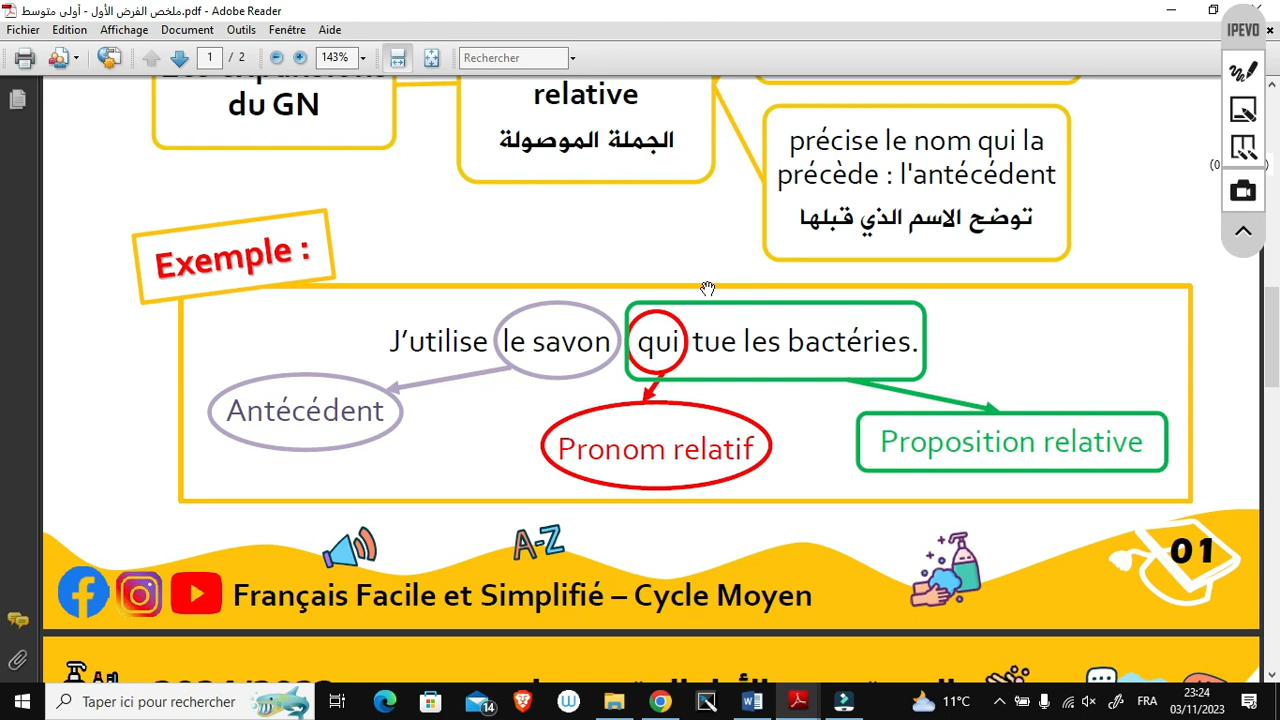 ملخص الفرض الأول - أولى متوسط.pdf - Adobe Reader
Fichier Edition Affichage Document Outils Fenêtre Aide
1 / 2 143% Rechercher
IPEVO
du GN
relative
الجملة الموصولة
précise le nom qui la
précède : l'antécédent
توضح الاسم الذي قبلها
Exemple :
J'utilise le savon qui tue les bactéries.
Antécédent
Pronom relatif
Proposition relative
A-Z
01
Français Facile et Simplifié – Cycle Moyen
Taper ici pour rechercher
14
11°C
FRA
23:24
03/11/2023